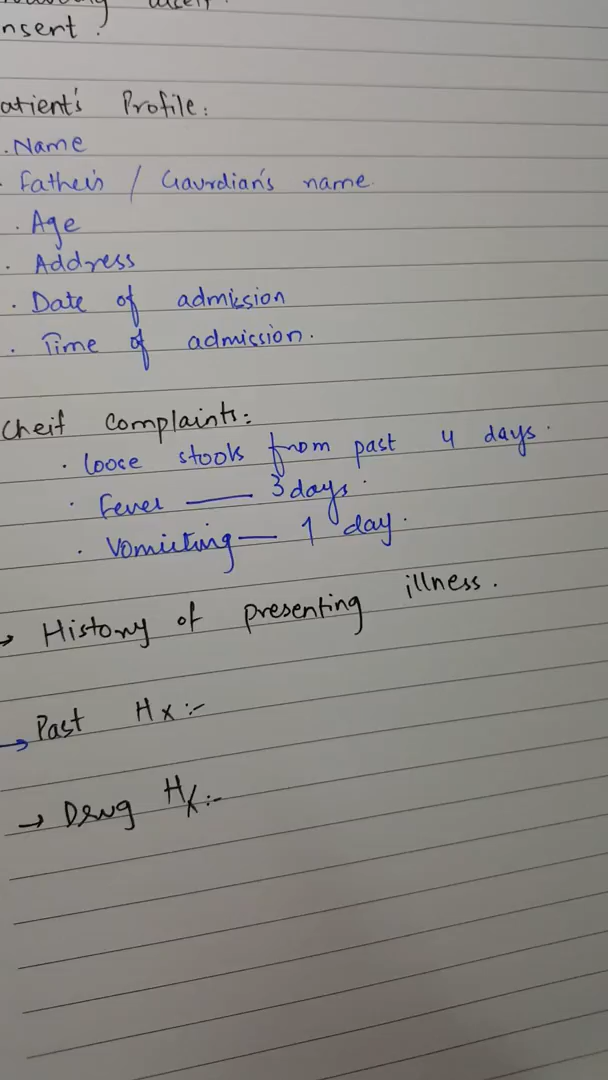 nsent.
atient's Profile:
. Name
. Father's / Gaurdian's name.
. Age
. Address
. Date of admission
. Time of admission.
Cheif Complaints:
. loose stools from past 4 days.
. Fever — 3 days.
. Vomitting — 1 day.
→ History of presenting illness.
→ Past Hx:-
→ Drug Hx:-